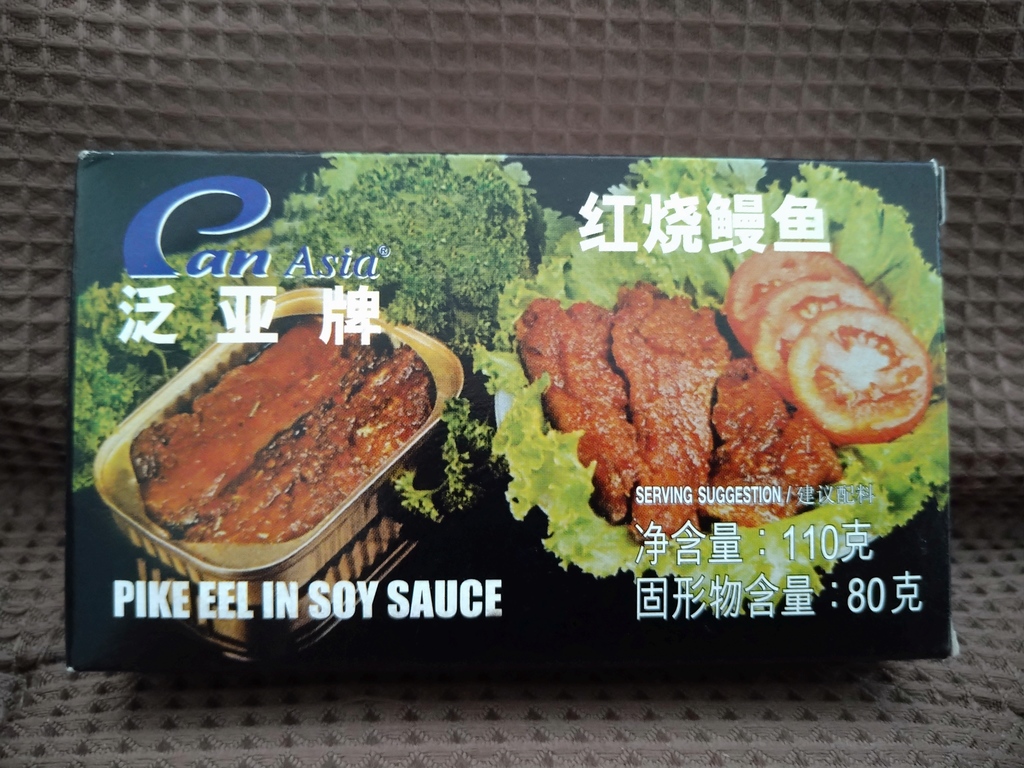 Pan Asia®
泛亚牌
红烧鳗鱼
SERVING SUGGESTION / 建议配料
净含量：110克
固形物含量：80克
PIKE EEL IN SOY SAUCE